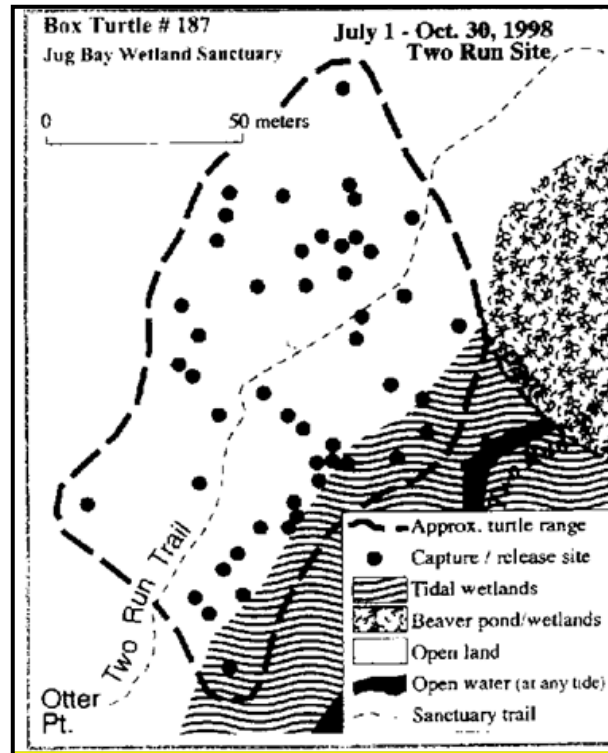 Box Turtle # 187
Jug Bay Wetland Sanctuary
July 1 - Oct. 30, 1998
Two Run Site
0 50 meters
Two Run Trail
Otter
Pt.
Approx. turtle range
Capture / release site
Tidal wetlands
Beaver pond/wetlands
Open land
Open water (at any tide)
Sanctuary trail